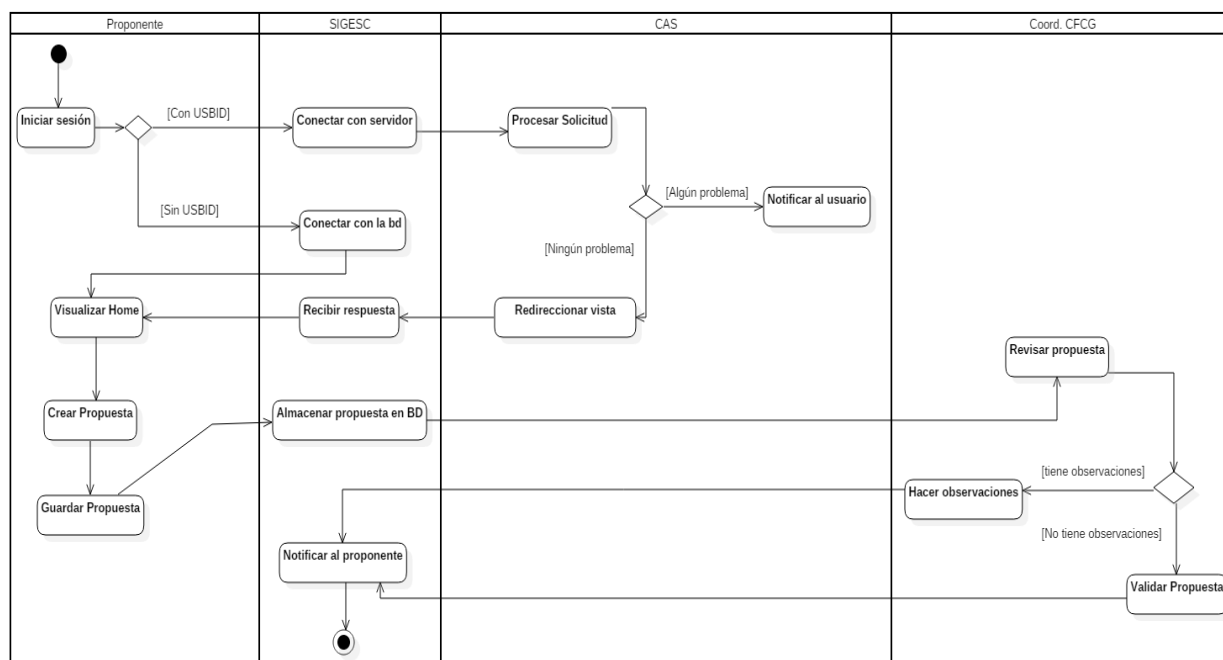 Proponente
SIGESC
CAS
Coord. CFCG
Iniciar sesión
[Con USBID]
Conectar con servidor
Procesar Solicitud
[Algún problema]
Notificar al usuario
[Sin USBID]
Conectar con la bd
[Ningún problema]
Visualizar Home
Recibir respuesta
Redireccionar vista
Revisar propuesta
Crear Propuesta
Almacenar propuesta en BD
[tiene observaciones]
Hacer observaciones
Guardar Propuesta
[No tiene observaciones]
Notificar al proponente
Validar Propuesta